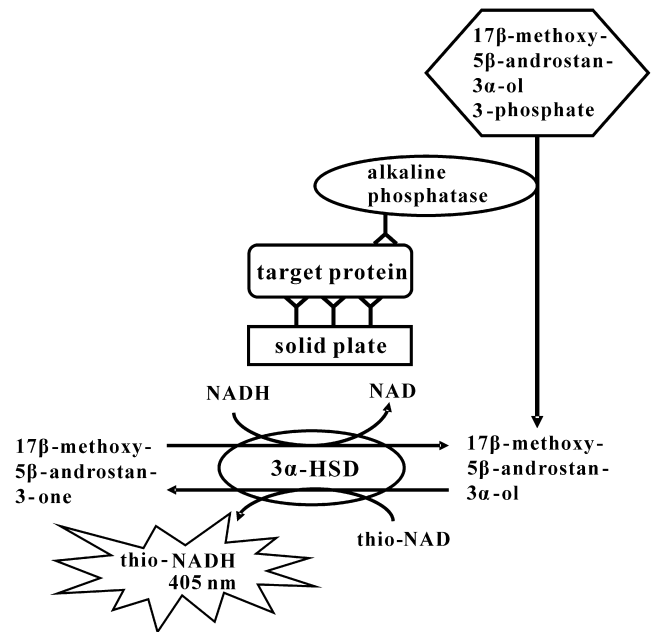 17β-methoxy-
5β-androstan-
3α-ol
3-phosphate
alkaline
phosphatase
target protein
solid plate
NADH
NAD
17β-methoxy-
5β-androstan-
3-one
3α-HSD
17β-methoxy-
5β-androstan-
3α-ol
thio-NAD
thio-NADH
405 nm